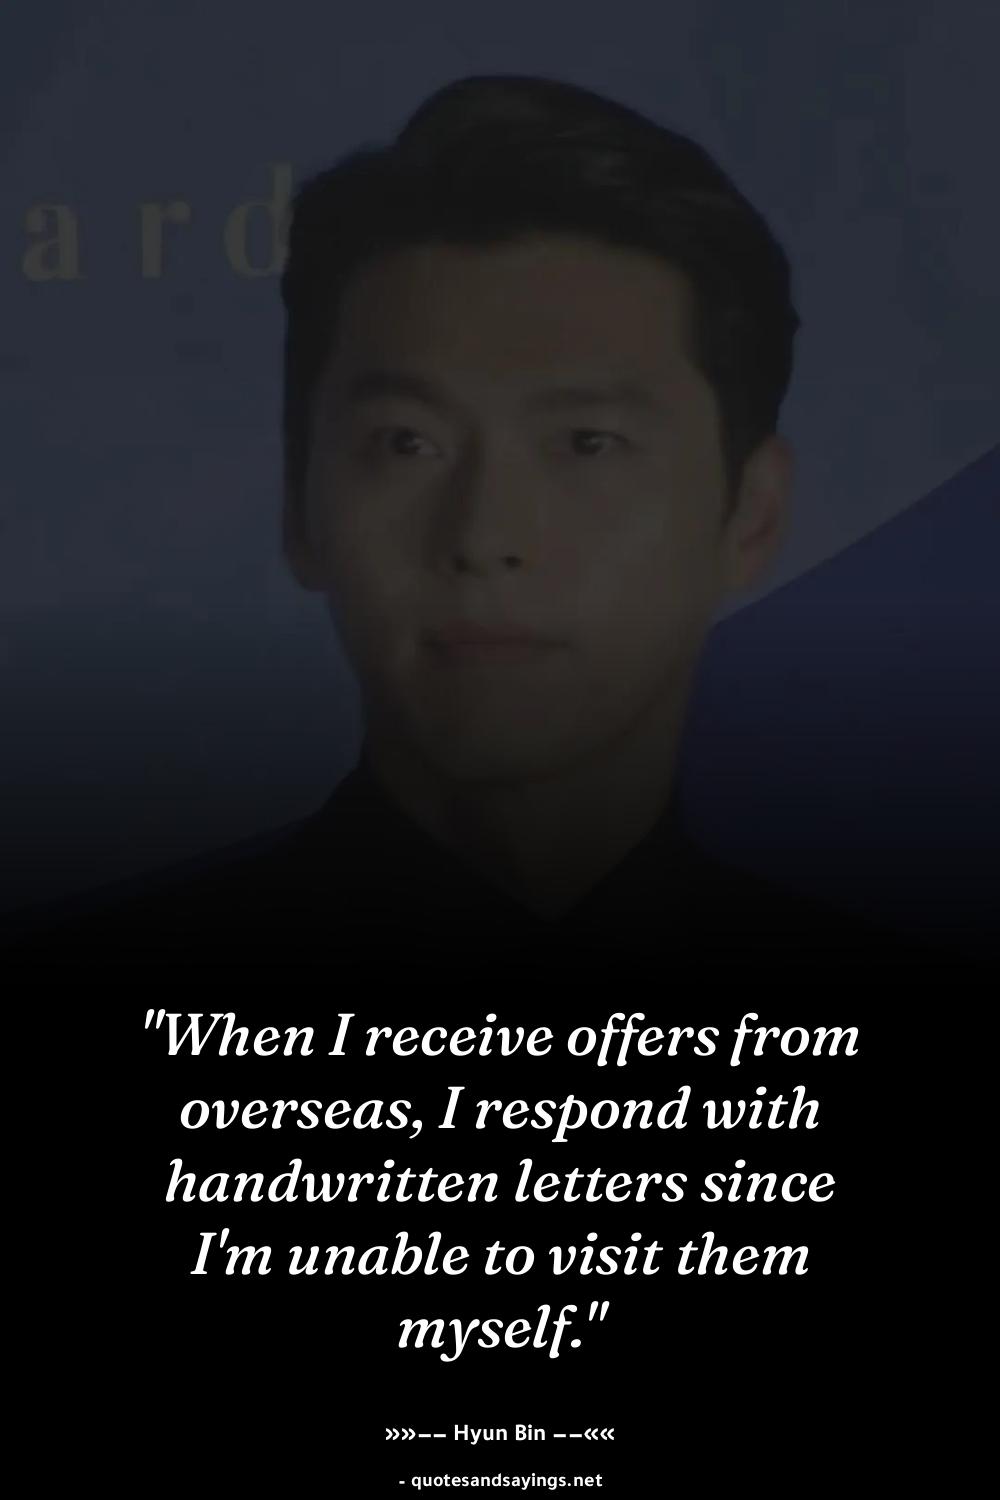 ard
"When I receive offers from
overseas, I respond with
handwritten letters since
I'm unable to visit them
myself."
»»−− Hyun Bin −−««
- quotesandsayings.net